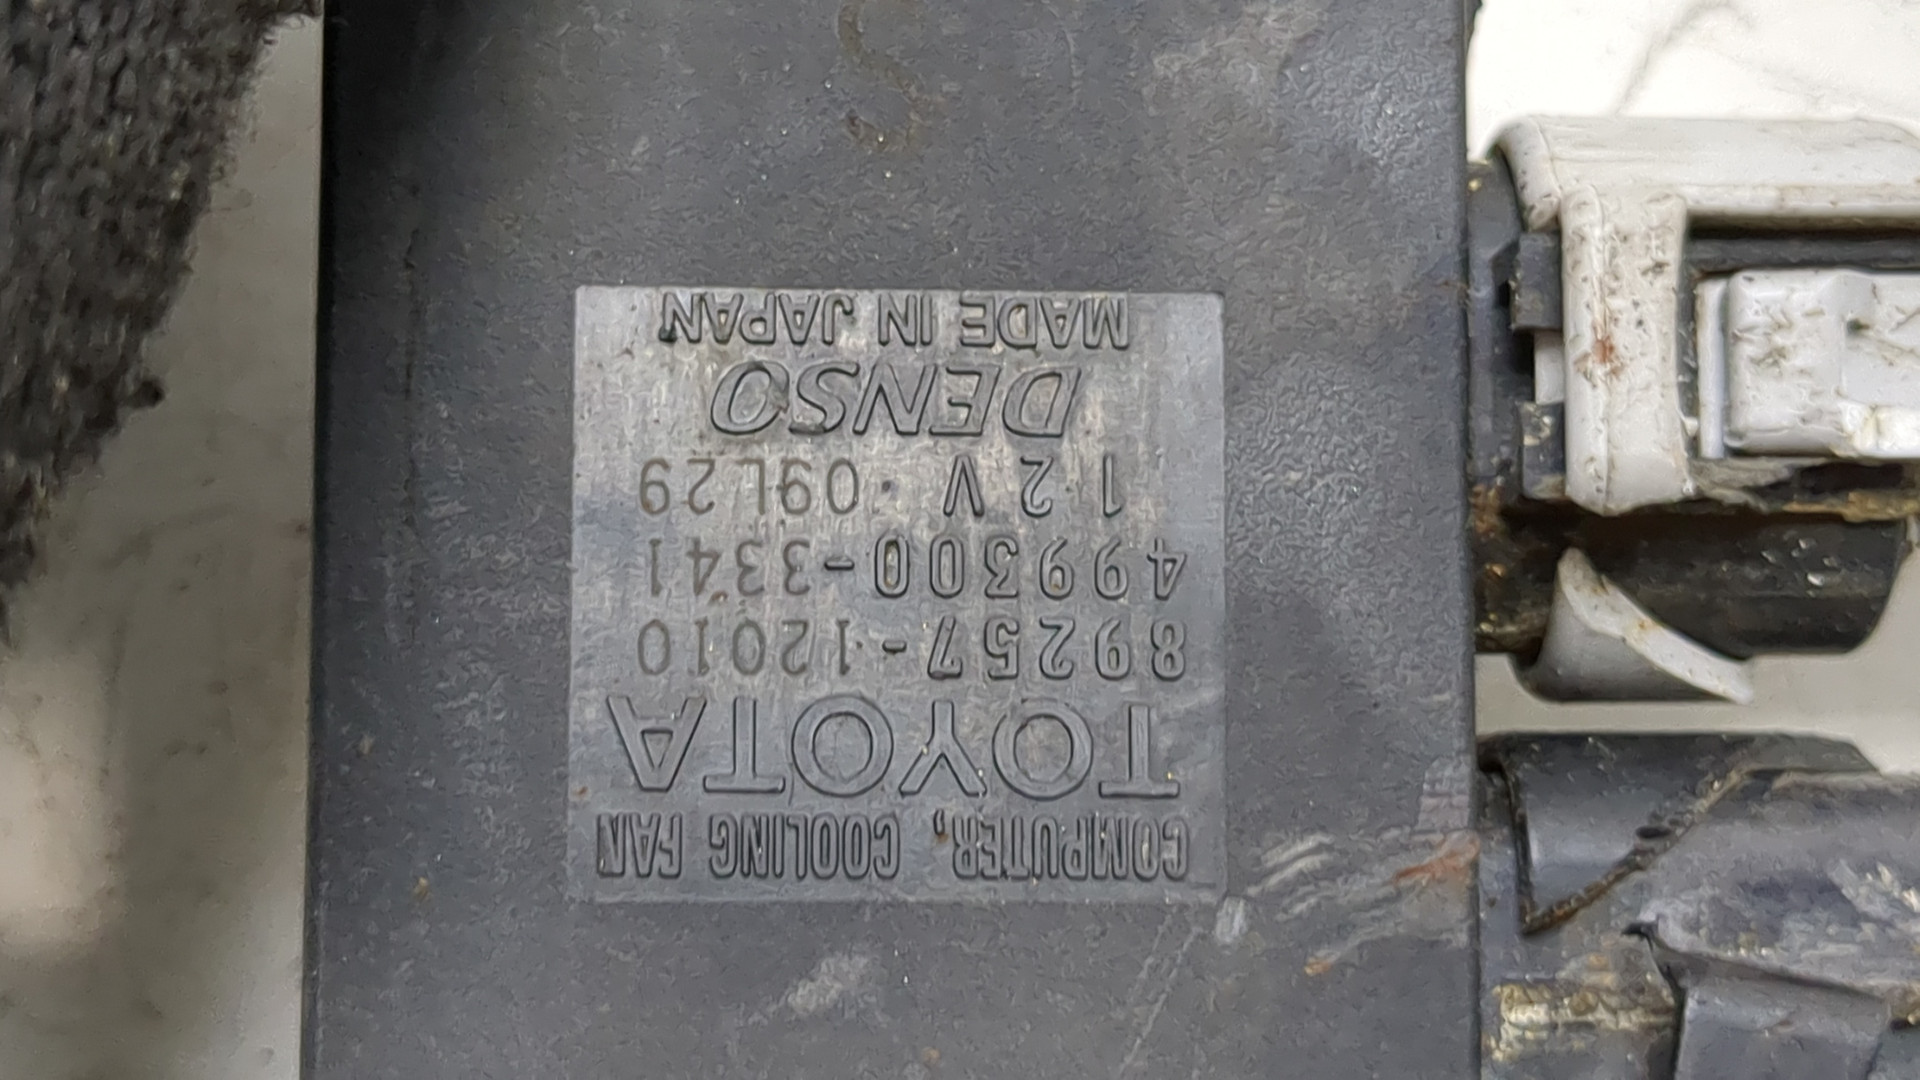 COMPUTER, COOLING FAN
TOYOTA
89257-12010
499300-3341
12V 09L29
DENSO
MADE IN JAPAN